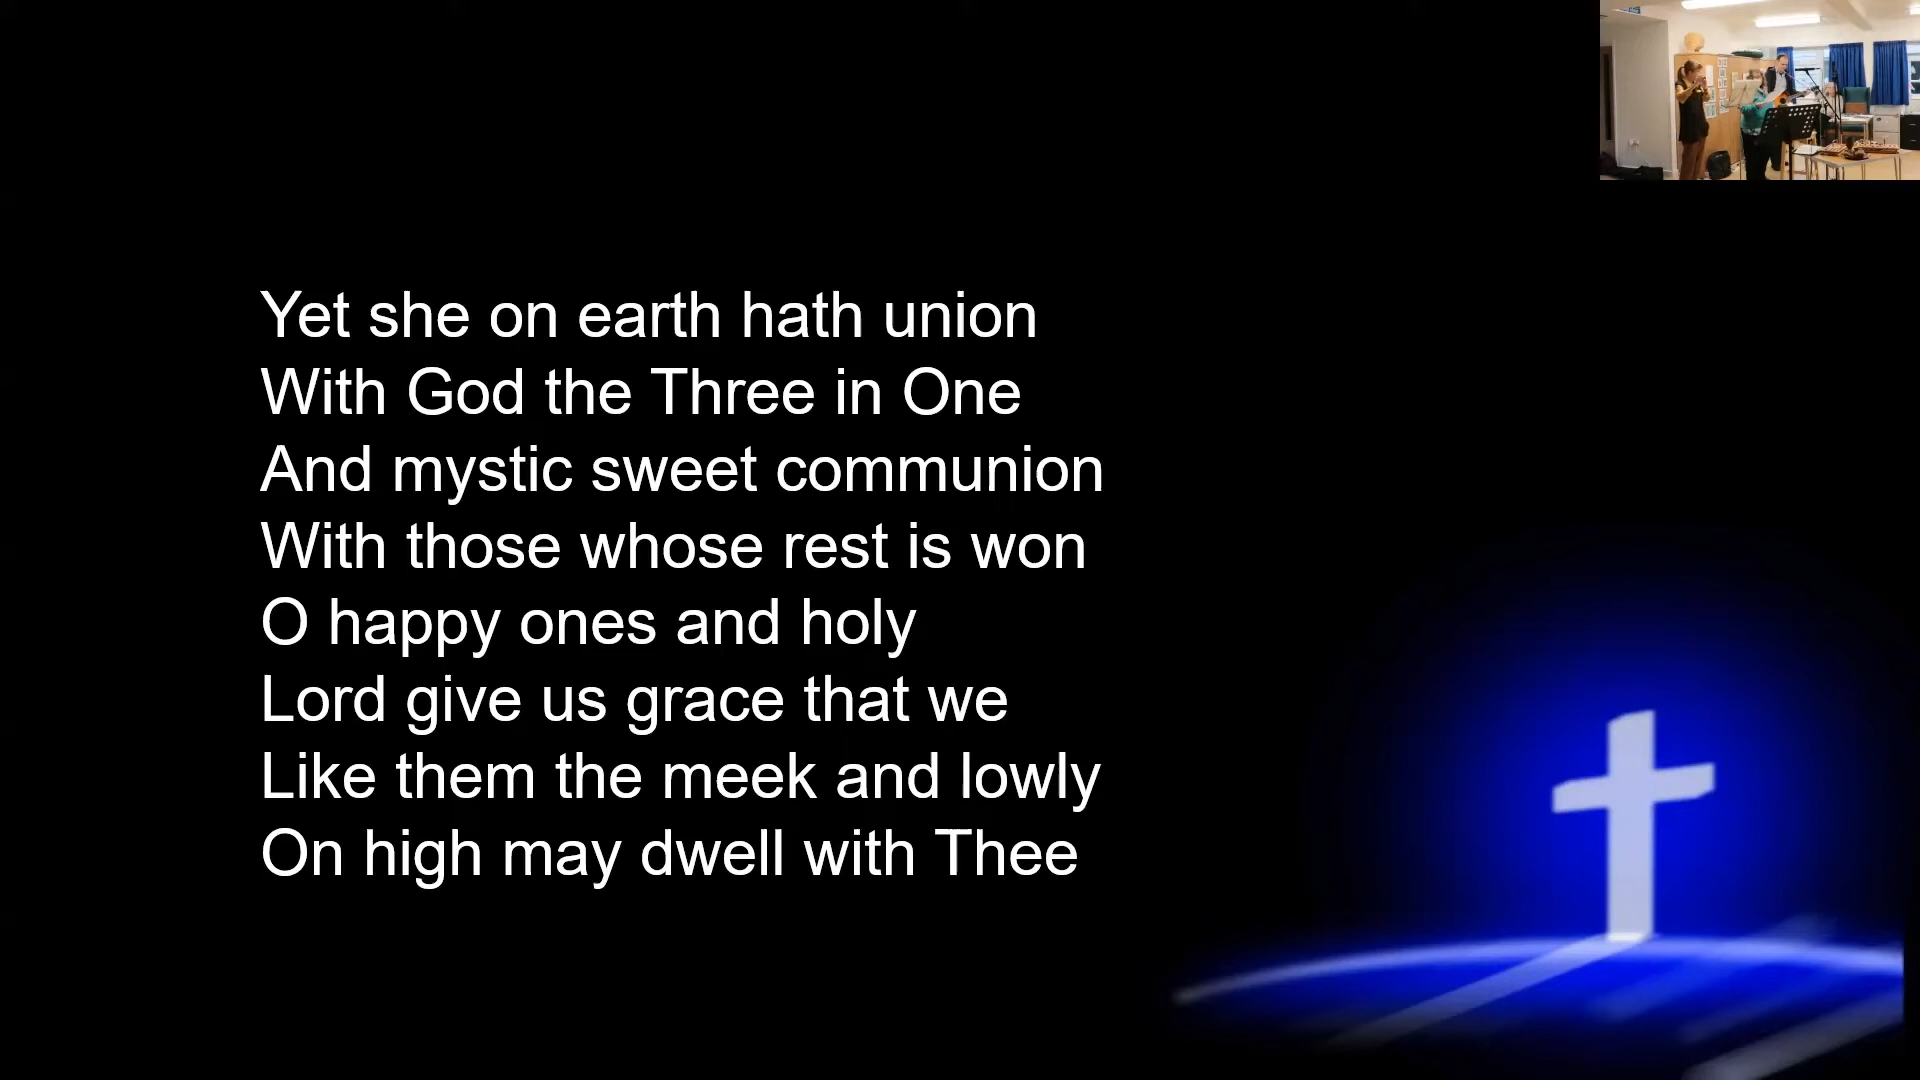 Yet she on earth hath union
With God the Three in One
And mystic sweet communion
With those whose rest is won
O happy ones and holy
Lord give us grace that we
Like them the meek and lowly
On high may dwell with Thee